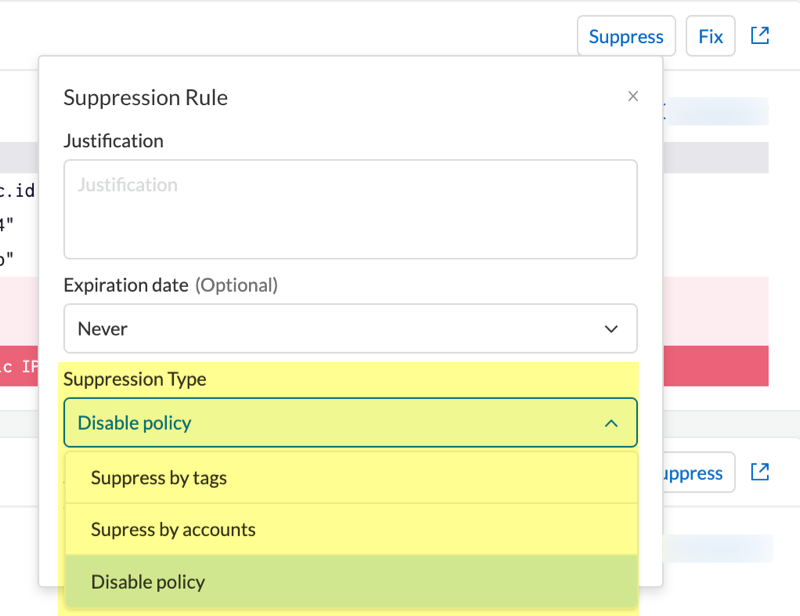 Suppress Fix
Suppression Rule
Justification
Justification
c.id
4"
Expiration date (Optional)
Never
c IP
Suppression Type
Disable policy
Suppress by tags
uppress
Supress by accounts
Disable policy